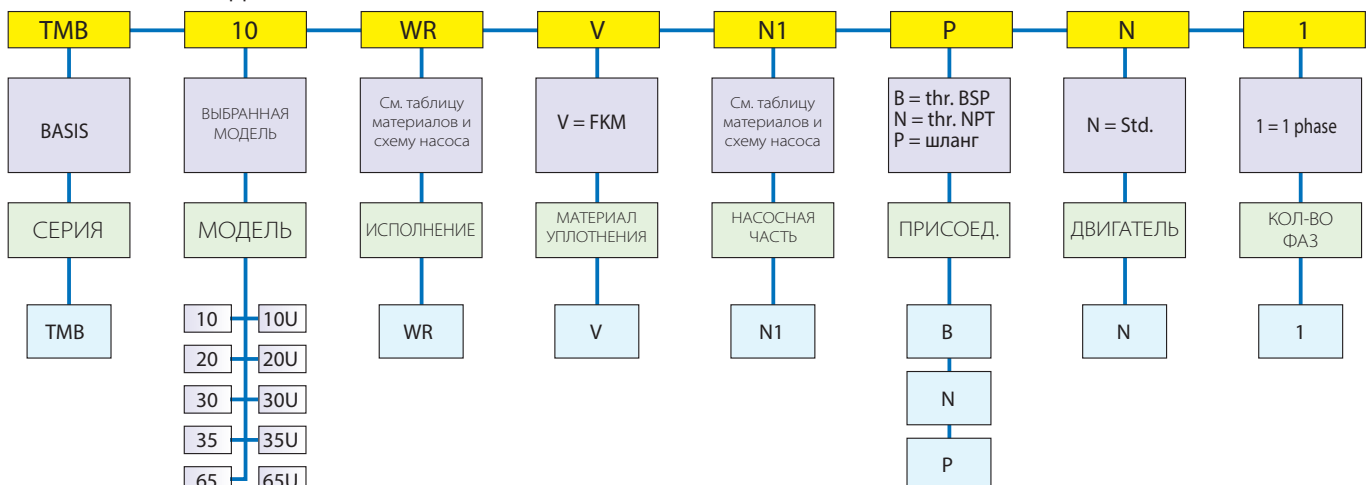 TMB
10
WR
V
N1
P
N
1
BASIS
ВЫБРАННАЯ
МОДЕЛЬ
См. таблицу
материалов и
схему насоса
V = FKM
См. таблицу
материалов и
схему насоса
B = thr. BSP
N = thr. NPT
P = шланг
N = Std.
1 = 1 phase
СЕРИЯ
МОДЕЛЬ
ИСПОЛНЕНИЕ
МАТЕРИАЛ
УПЛОТНЕНИЯ
НАСОСНАЯ
ЧАСТЬ
ПРИСОЕД.
ДВИГАТЕЛЬ
КОЛ-ВО
ФАЗ
TMB
10
10U
20
20U
30
30U
35
35U
65
65U
WR
V
N1
B
N
P
N
1